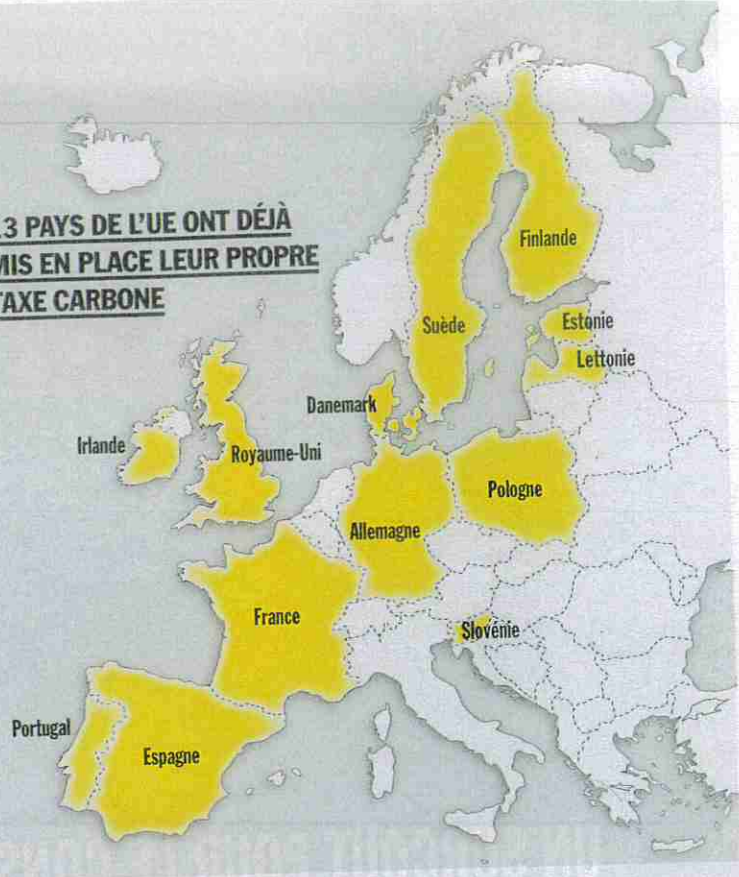 .3 PAYS DE L'UE ONT DÉJÀ
MIS EN PLACE LEUR PROPRE
TAXE CARBONE
Finlande
Suède
Estonie
Lettonie
Danemark
Irlande
Royaume-Uni
Pologne
Allemagne
France
Slovénie
Portugal
Espagne